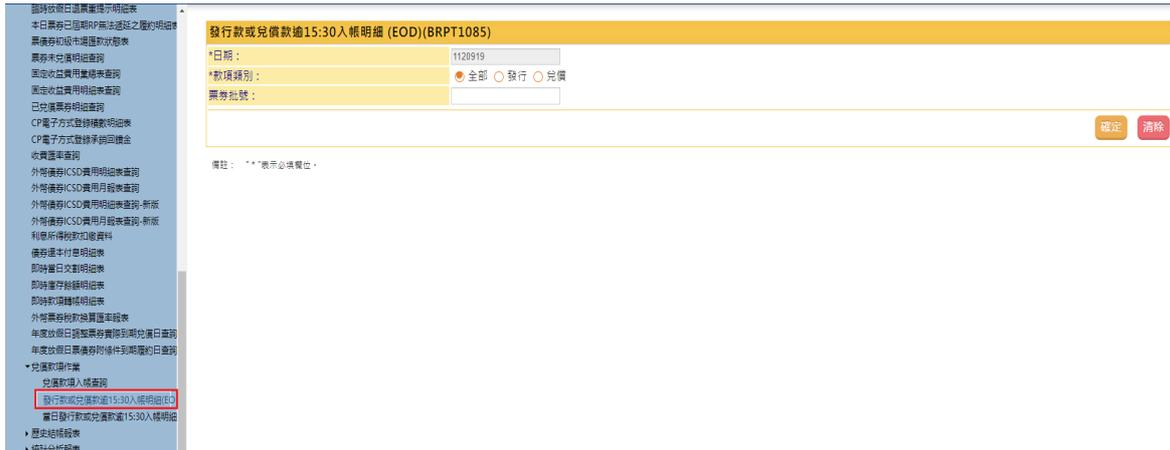 臨時放假日退票重提示明細表
本日票券已屆期RP無法遞延之履約明細表
票債券初級市場匯款狀態表
票券未兌償明細查詢
固定收益費用彙總表查詢
固定收益費用明細表查詢
已兌償票券明細查詢
CP電子方式登錄積數明細表
CP電子方式登錄承銷回饋金
收費匯率查詢
外幣債券ICSD費用明細表查詢
外幣債券ICSD費用月報表查詢
外幣債券ICSD費用明細表查詢-新版
外幣債券ICSD費用月報表查詢-新版
利息所得稅款扣繳資料
債券還本付息明細表
即時當日交割明細表
即時庫存餘額明細表
即時款項轉帳明細表
外幣票券稅款換算匯率報表
年度放假日調整票券實際到期兌償日查詢
年度放假日票債券附條件到期履約日查詢
兌償款項作業
兌償款項入帳查詢
發行款或兌償款逾15:30入帳明細(EO
當日發行款或兌償款逾15:30入帳明細
歷史結帳報表
統計分析報表
發行款或兌償款逾15:30入帳明細 (EOD)(BRPT1085)
*日期：
1120919
*款項類別：
全部 發行 兌償
票券批號：
確定 清除
備註： "*"表示必填欄位。